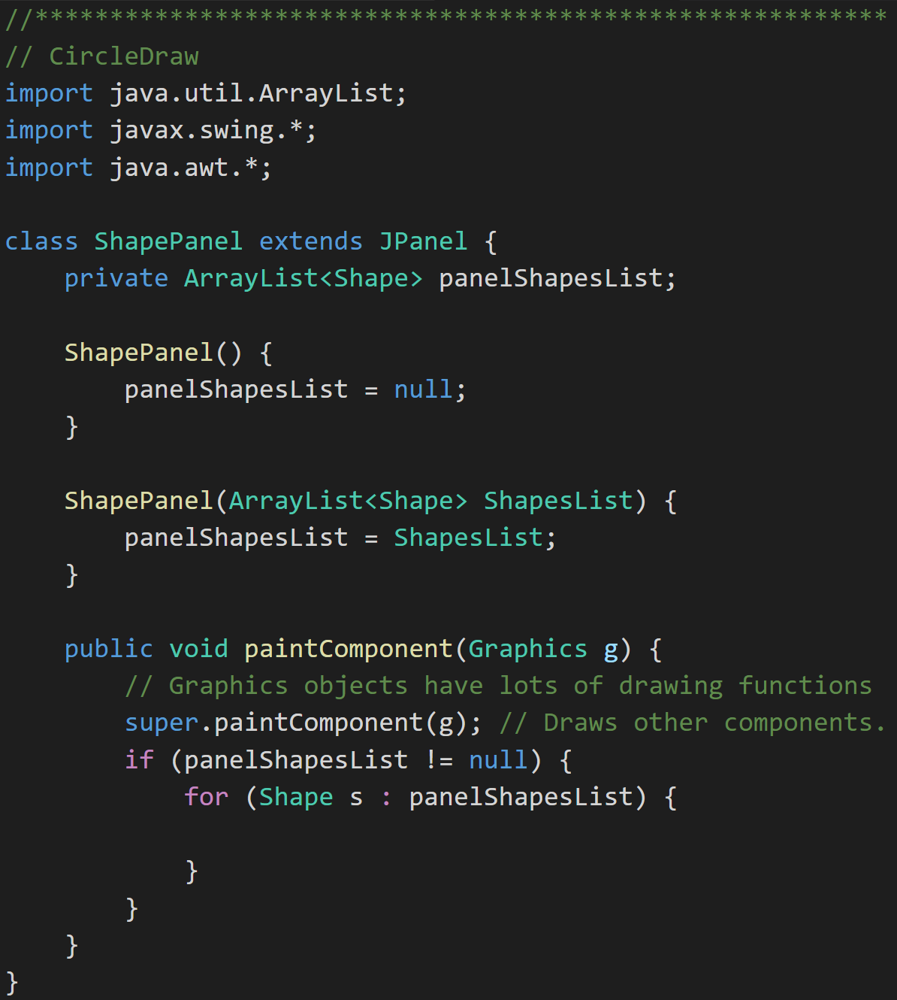 //*********************************************************
// CircleDraw
import java.util.ArrayList;
import javax.swing.*;
import java.awt.*;

class ShapePanel extends JPanel {
    private ArrayList<Shape> panelShapesList;

    ShapePanel() {
        panelShapesList = null;
    }

    ShapePanel(ArrayList<Shape> ShapesList) {
        panelShapesList = ShapesList;
    }

    public void paintComponent(Graphics g) {
        // Graphics objects have lots of drawing functions
        super.paintComponent(g); // Draws other components.
        if (panelShapesList != null) {
            for (Shape s : panelShapesList) {

            }
        }
    }
}